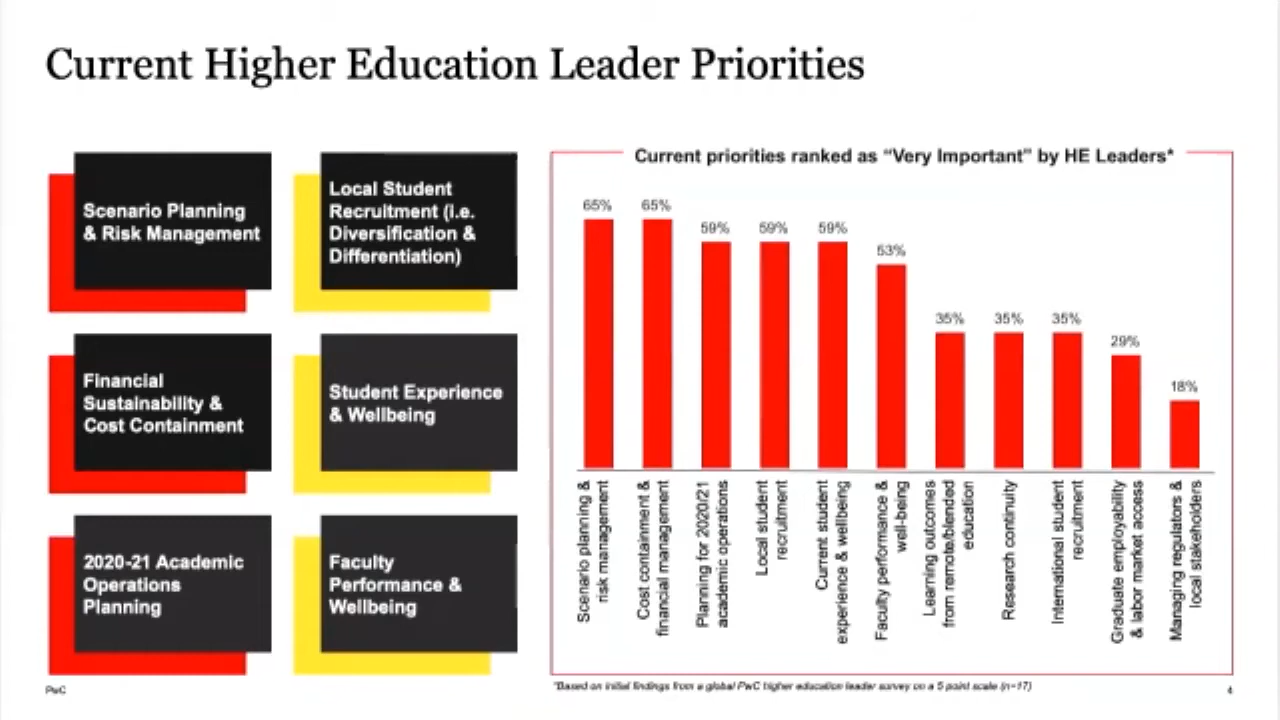 Current Higher Education Leader Priorities
Scenario Planning
& Risk Management
Local Student
Recruitment (i.e.
Diversification &
Differentiation)
Financial
Sustainability &
Cost Containment
Student Experience
& Wellbeing
2020-21 Academic
Operations
Planning
Faculty
Performance &
Wellbeing
Current priorities ranked as “Very Important” by HE Leaders*
65%
65%
59%
59%
59%
53%
35%
35%
35%
29%
18%
Scenario planning &
risk management
Cost containment &
financial management
Planning for 2020/21
academic operations
Local student
recruitment
Current student
experience & wellbeing
Faculty performance &
well-being
Learning outcomes
from remote/blended
education
Research continuity
International student
recruitment
Graduate employability
& labor market access
Managing regulators &
local stakeholders
PwC
*Based on initial findings from a global PwC higher education leader survey on a 5 point scale (n=17)
4